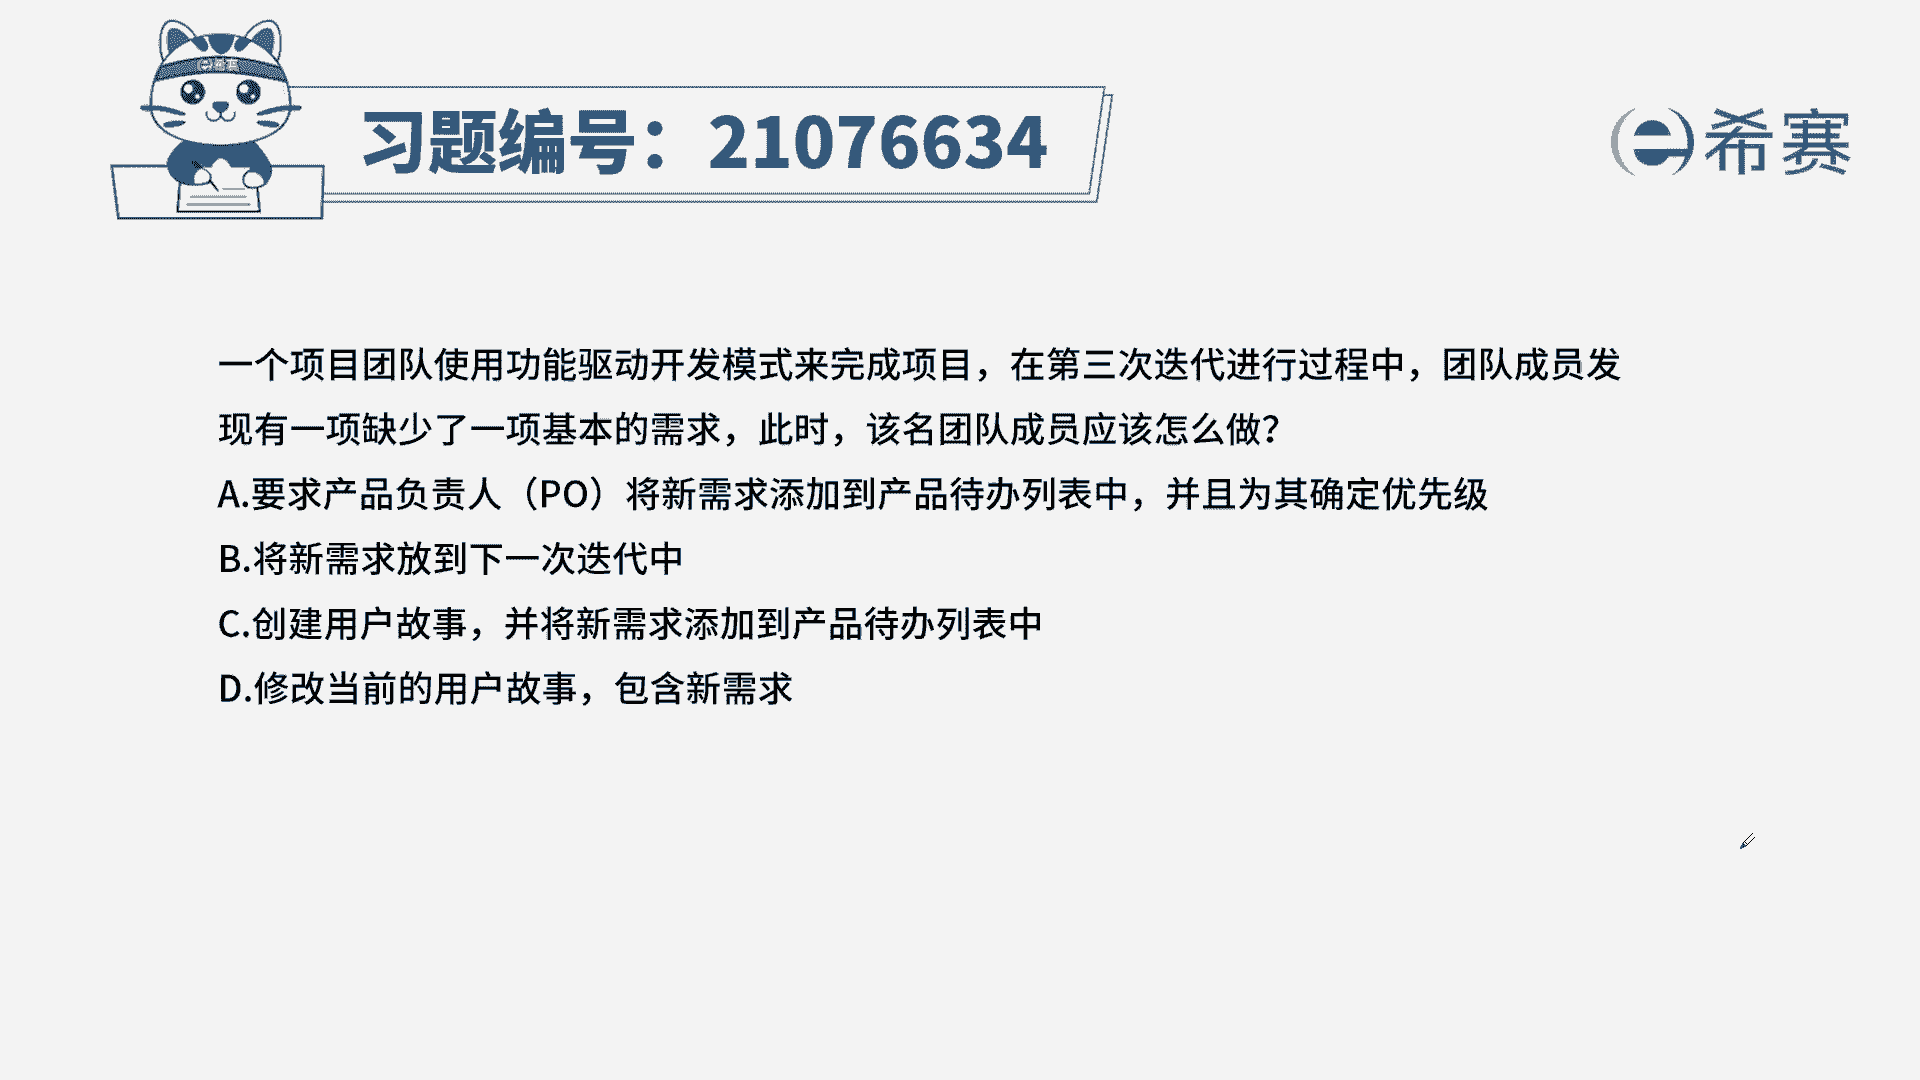 e希赛
习题编号：21076634
e希赛
一个项目团队使用功能驱动开发模式来完成项目，在第三次迭代进行过程中，团队成员发
现有一项缺少了一项基本的需求，此时，该名团队成员应该怎么做？
A.要求产品负责人（PO）将新需求添加到产品待办列表中，并且为其确定优先级
B.将新需求放到下一次迭代中
C.创建用户故事，并将新需求添加到产品待办列表中
D.修改当前的用户故事，包含新需求